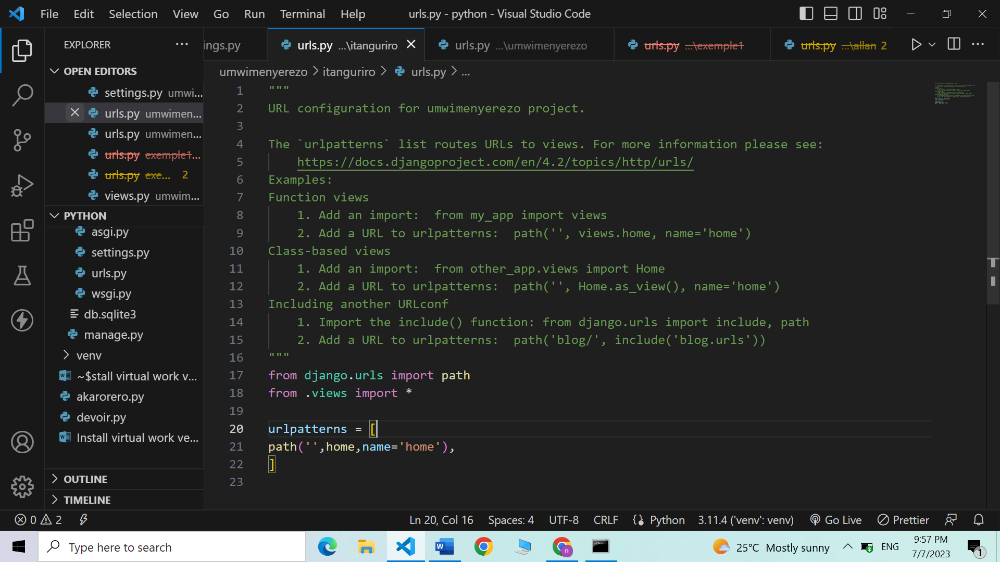 File Edit Selection View Go Run Terminal Help
urls.py - python - Visual Studio Code
EXPLORER
OPEN EDITORS
settings.py umwi...
urls.py umwimen...
urls.py umwimen...
urls.py exemple1...
urls.py exe... 2
views.py umwim...
PYTHON
asgi.py
settings.py
urls.py
wsgi.py
db.sqlite3
manage.py
venv
~$stall virtual work v...
akarorero.py
devoir.py
Install virtual work ve...
OUTLINE
TIMELINE
ings.py
urls.py ...\itanguriro
urls.py ...\umwimenyerezo
urls.py ...\exemple1
urls.py ...\allan 2
umwimenyerezo > itanguriro > urls.py > ...
1 """
2 URL configuration for umwimenyerezo project.
3
4 The `urlpatterns` list routes URLs to views. For more information please see:
5     https://docs.djangoproject.com/en/4.2/topics/http/urls/
6 Examples:
7 Function views
8     1. Add an import:  from my_app import views
9     2. Add a URL to urlpatterns:  path('', views.home, name='home')
10 Class-based views
11     1. Add an import:  from other_app.views import Home
12     2. Add a URL to urlpatterns:  path('', Home.as_view(), name='home')
13 Including another URLconf
14     1. Import the include() function: from django.urls import include, path
15     2. Add a URL to urlpatterns:  path('blog/', include('blog.urls'))
16 """
17 from django.urls import path
18 from .views import *
19
20 urlpatterns = [
21 path('',home,name='home'),
22 ]
23
0 2
Ln 20, Col 16 Spaces: 4 UTF-8 CRLF Python 3.11.4 ('venv': venv) Go Live Prettier
Type here to search
25°C Mostly sunny
ENG
9:57 PM
7/7/2023
1